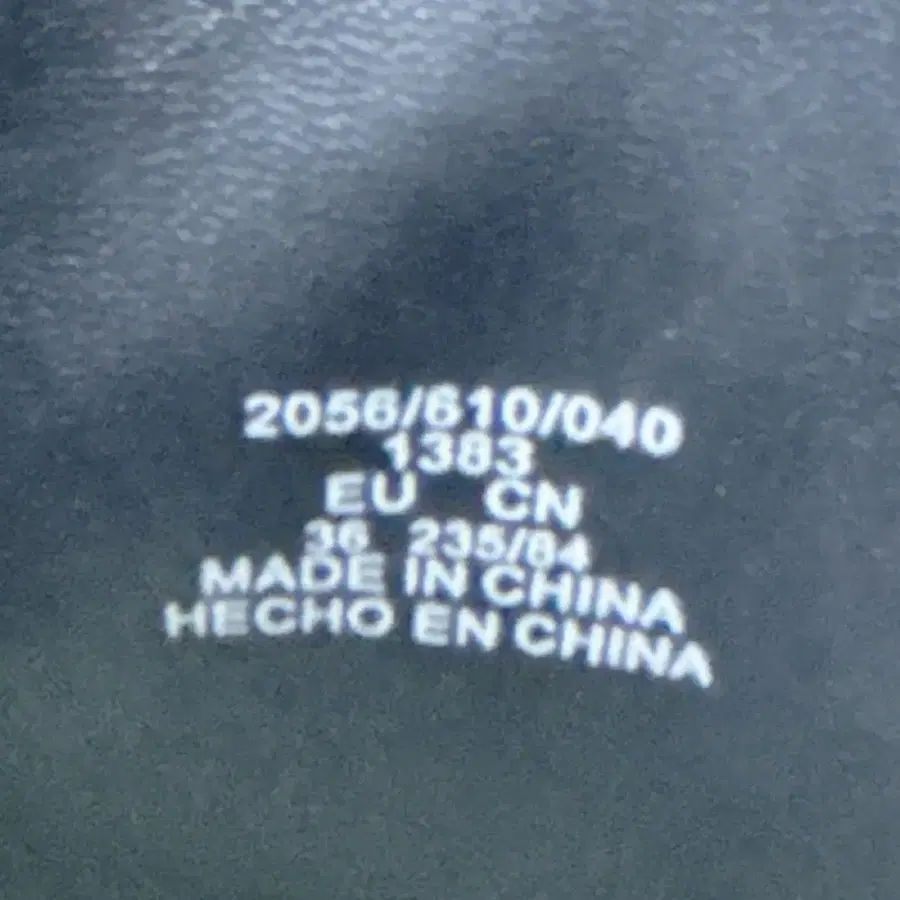 2056/610/040
1383
EU CN
36 235/84
MADE IN CHINA
HECHO EN CHINA